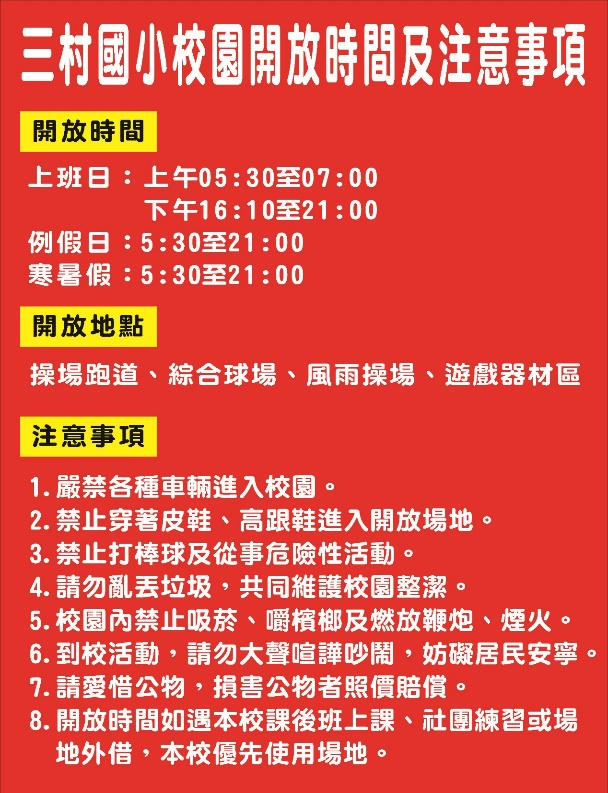 三村國小校園開放時間及注意事項
開放時間
上班日：上午05:30至07:00
下午16:10至21:00
例假日：5:30至21:00
寒暑假：5:30至21:00
開放地點
操場跑道、綜合球場、風雨操場、遊戲器材區
注意事項
1.嚴禁各種車輛進入校園。
2.禁止穿著皮鞋、高跟鞋進入開放場地。
3.禁止打棒球及從事危險性活動。
4.請勿亂丟垃圾，共同維護校園整潔。
5.校園內禁止吸菸、嚼檳榔及燃放鞭炮、煙火。
6.到校活動，請勿大聲喧譁吵鬧，妨礙居民安寧。
7.請愛惜公物，損害公物者照價賠償。
8.開放時間如遇本校課後班上課、社團練習或場
地外借，本校優先使用場地。